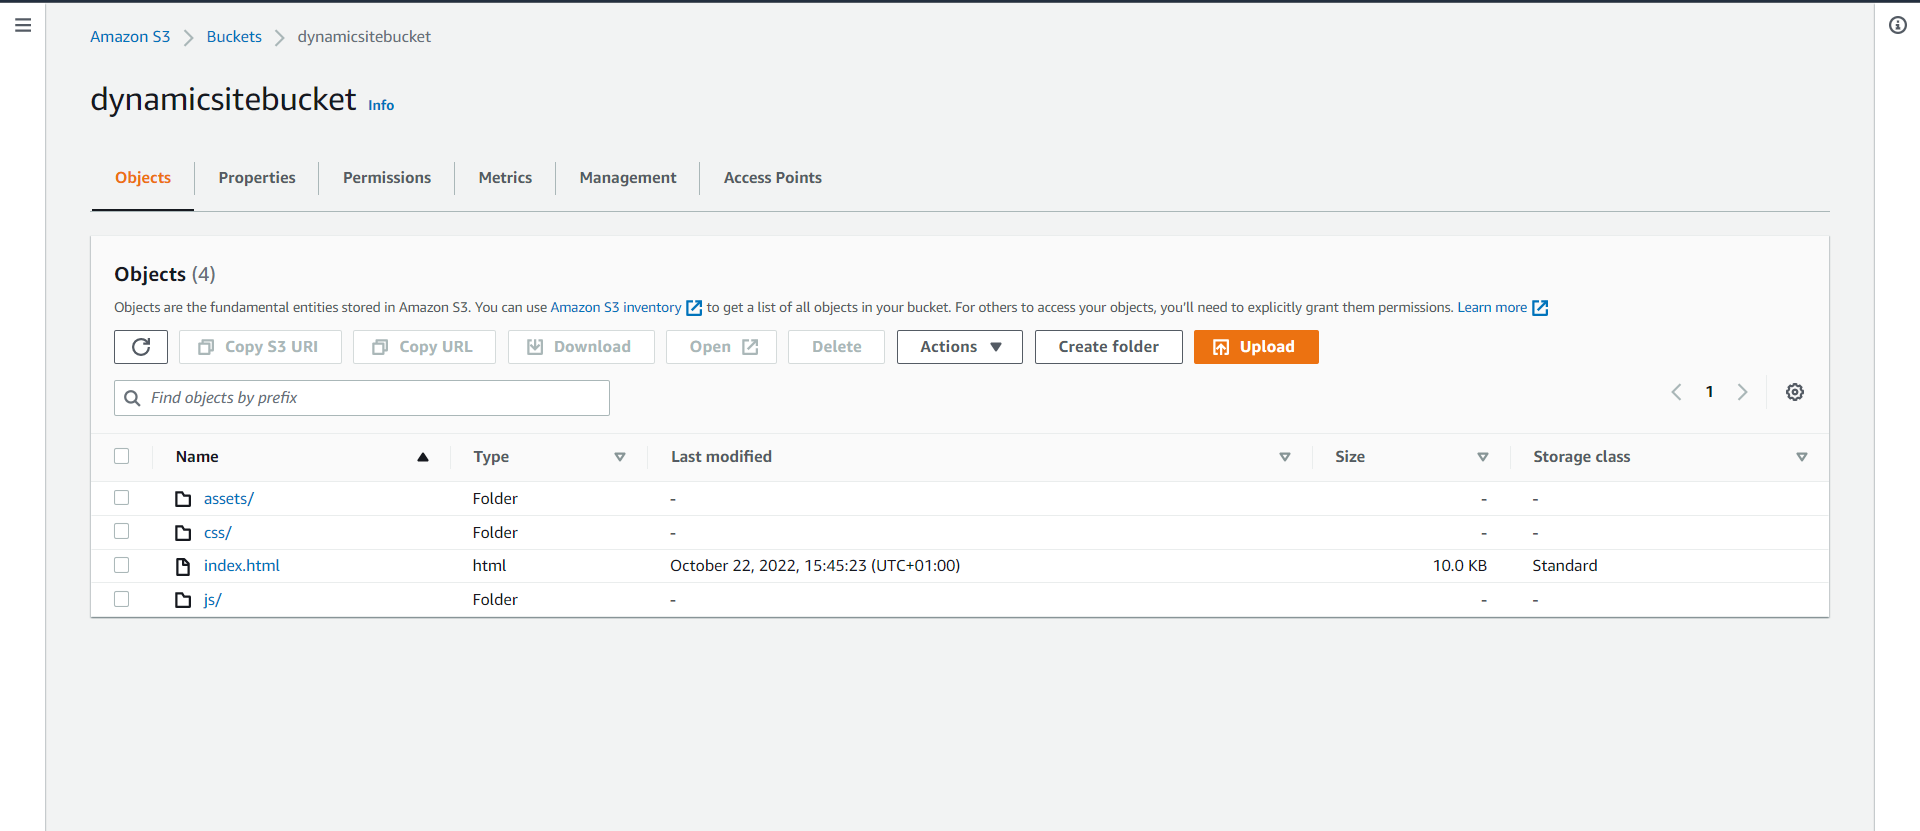 Amazon S3 Buckets dynamicsitebucket
dynamicsitebucket Info
Objects Properties Permissions Metrics Management Access Points
Objects (4)
Objects are the fundamental entities stored in Amazon S3. You can use Amazon S3 inventory to get a list of all objects in your bucket. For others to access your objects, you'll need to explicitly grant them permissions. Learn more
Copy S3 URI Copy URL Download Open Delete Actions Create folder Upload
Find objects by prefix 1
Name Type Last modified Size Storage class
assets/ Folder - - -
css/ Folder - - -
index.html html October 22, 2022, 15:45:23 (UTC+01:00) 10.0 KB Standard
js/ Folder - - -